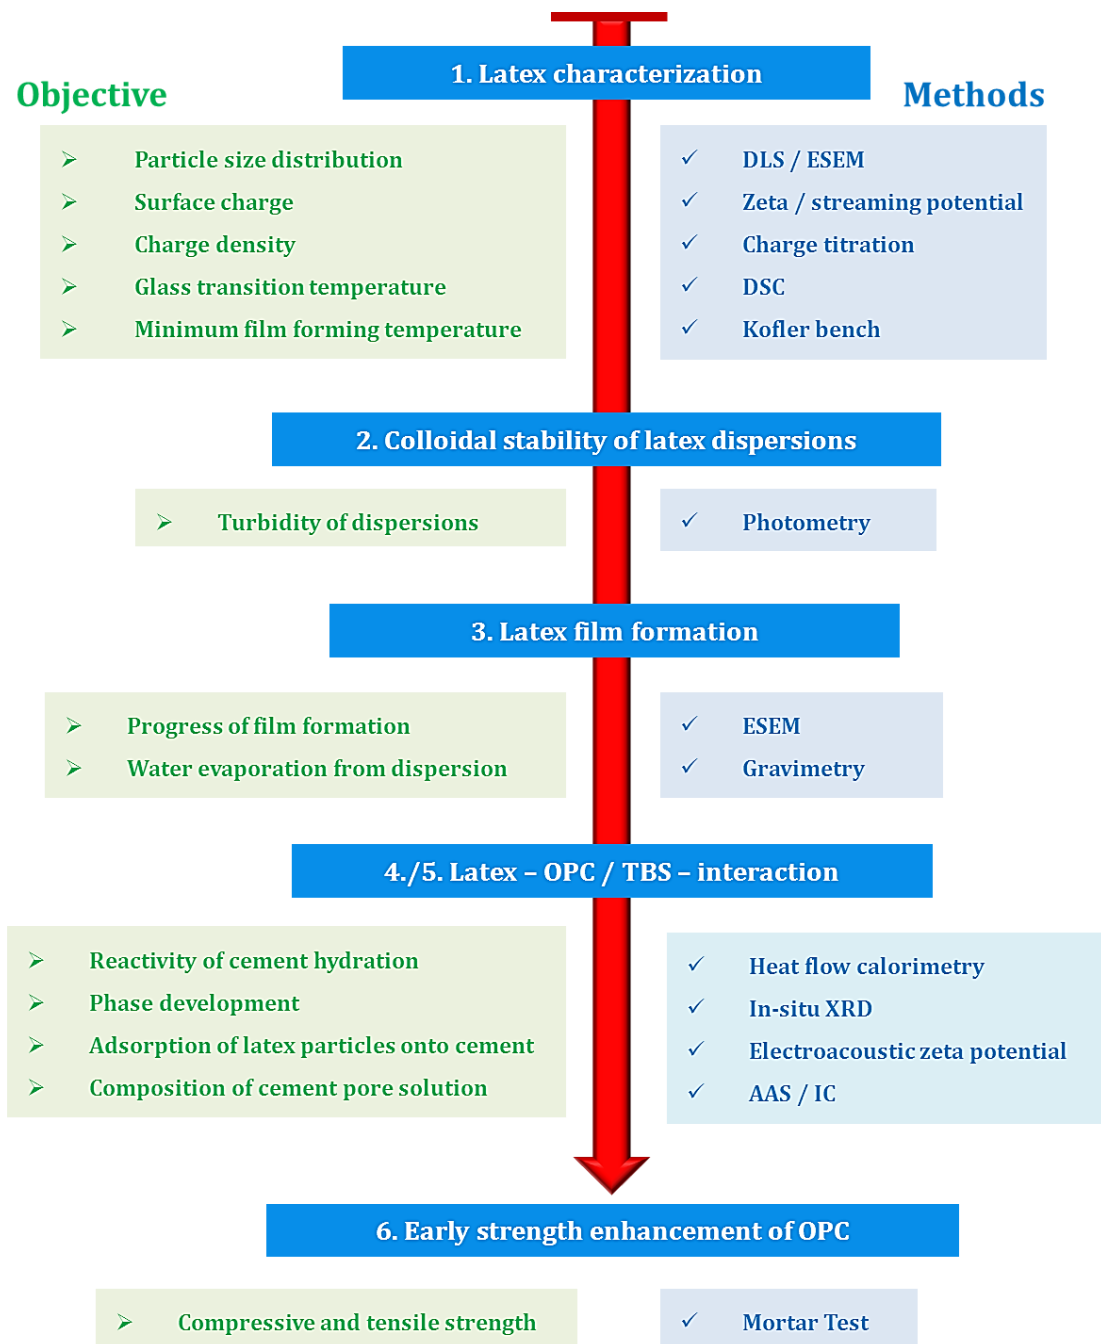 1. Latex characterization
Objective
Methods
Particle size distribution
DLS / ESEM
Surface charge
Zeta / streaming potential
Charge density
Charge titration
Glass transition temperature
DSC
Minimum film forming temperature
Kofler bench
2. Colloidal stability of latex dispersions
Turbidity of dispersions
Photometry
3. Latex film formation
Progress of film formation
ESEM
Water evaporation from dispersion
Gravimetry
4./5. Latex – OPC / TBS – interaction
Reactivity of cement hydration
Heat flow calorimetry
Phase development
In-situ XRD
Adsorption of latex particles onto cement
Electroacoustic zeta potential
Composition of cement pore solution
AAS / IC
6. Early strength enhancement of OPC
Compressive and tensile strength
Mortar Test